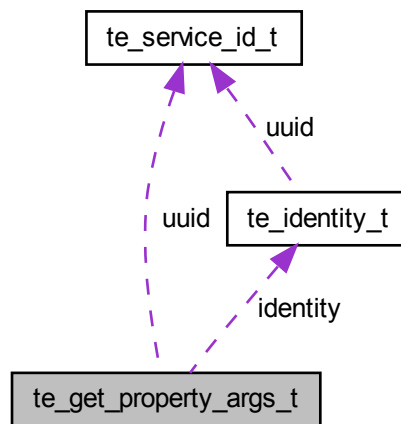 te_service_id_t
uuid
te_identity_t
uuid
identity
te_get_property_args_t